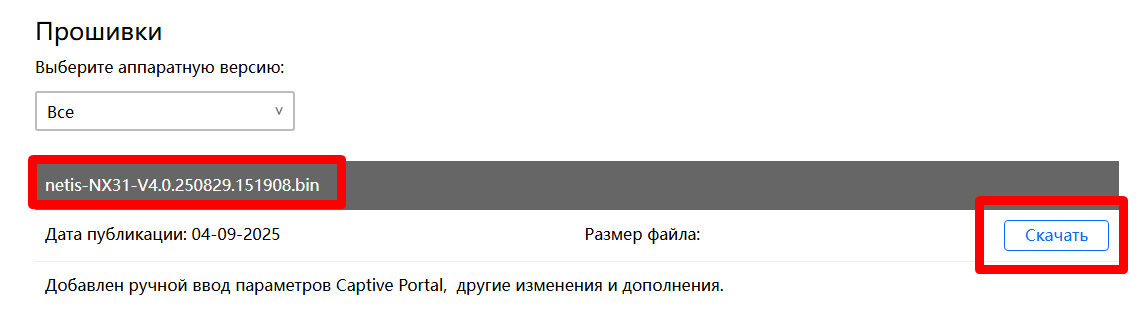 Прошивки
Выберите аппаратную версию:
Все
netis-NX31-V4.0.250829.151908.bin
Дата публикации: 04-09-2025 Размер файла: Скачать
Добавлен ручной ввод параметров Captive Portal, другие изменения и дополнения.